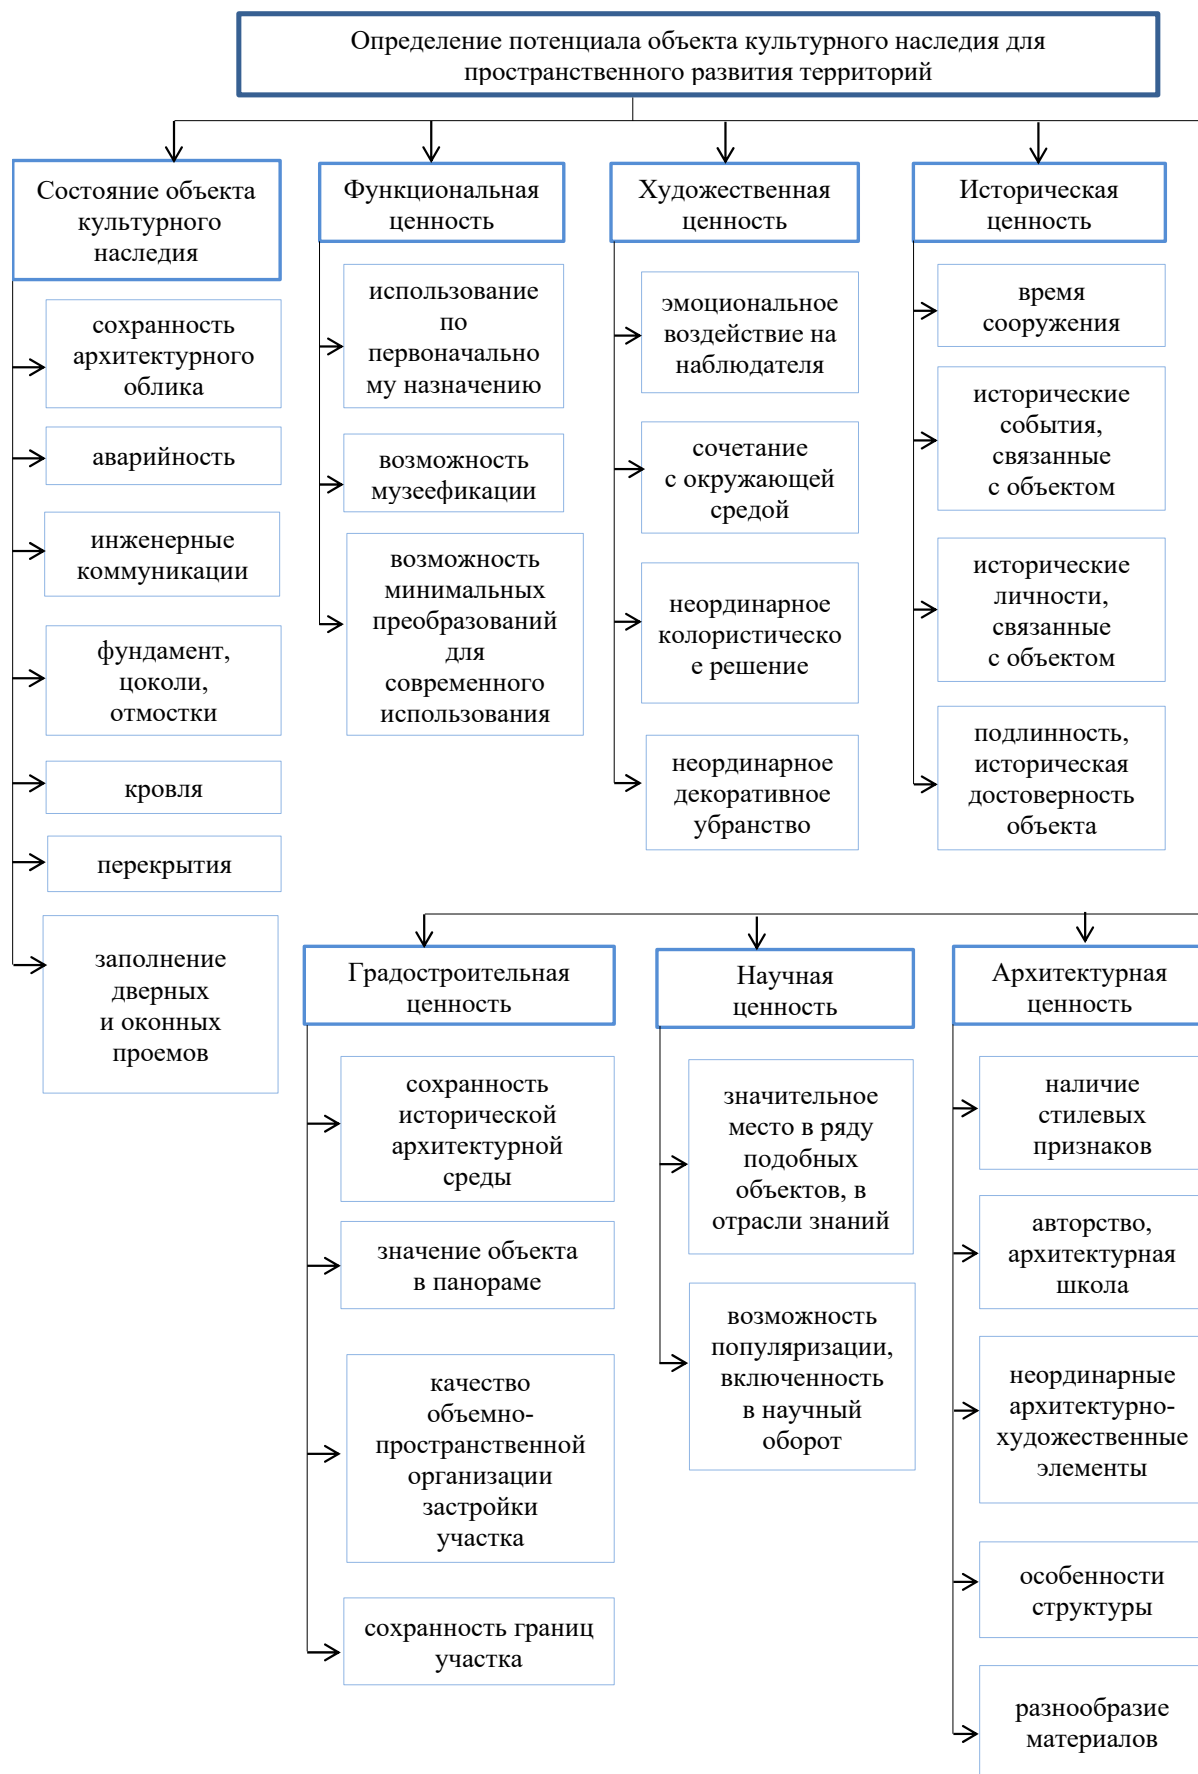 Определение потенциала объекта культурного наследия для
пространственного развития территорий
Состояние объекта
культурного
наследия
сохранность
архитектурного
облика
аварийность
инженерные
коммуникации
фундамент,
цоколи,
отмостки
кровля
перекрытия
заполнение
дверных
и оконных
проемов
Функциональная
ценность
использование
по
первоначально
му назначению
возможность
музеефикации
возможность
минимальных
преобразований
для
современного
использования
Художественная
ценность
эмоциональное
воздействие на
наблюдателя
сочетание
с окружающей
средой
неординарное
колористическо
е решение
неординарное
декоративное
убранство
Историческая
ценность
время
сооружения
исторические
события,
связанные
с объектом
исторические
личности,
связанные
с объектом
подлинность,
историческая
достоверность
объекта
Градостроительная
ценность
сохранность
исторической
архитектурной
среды
значение объекта
в панораме
качество
объемно-
пространственной
организации
застройки
участка
сохранность границ
участка
Научная
ценность
значительное
место в ряду
подобных
объектов, в
отрасли знаний
возможность
популяризации,
включенность
в научный
оборот
Архитектурная
ценность
наличие
стилевых
признаков
авторство,
архитектурная
школа
неординарные
архитектурно-
художественные
элементы
особенности
структуры
разнообразие
материалов